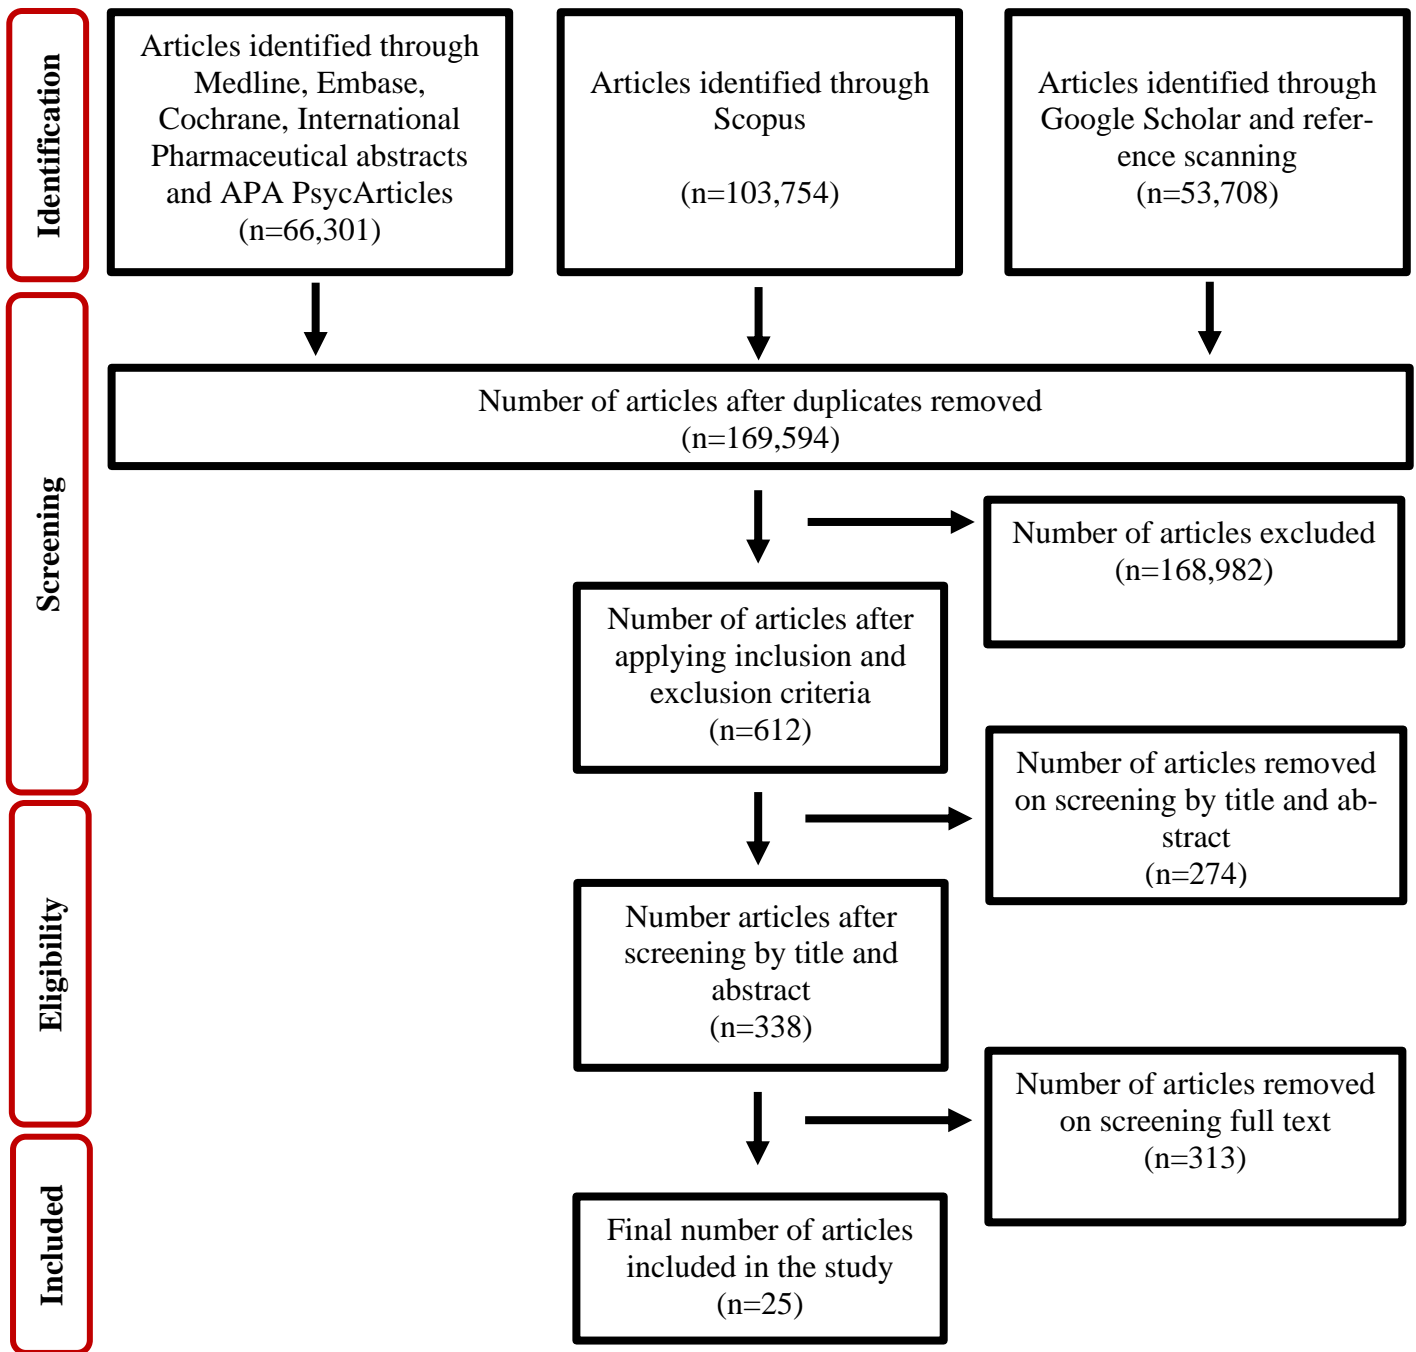 Identification
Articles identified through
Medline, Embase,
Cochrane, International
Pharmaceutical abstracts
and APA PsycArticles
(n=66,301)
Articles identified through
Scopus
(n=103,754)
Articles identified through
Google Scholar and refer-
ence scanning
(n=53,708)
Screening
Number of articles after duplicates removed
(n=169,594)
Number of articles excluded
(n=168,982)
Number of articles after
applying inclusion and
exclusion criteria
(n=612)
Number of articles removed
on screening by title and ab-
stract
(n=274)
Eligibility
Number articles after
screening by title and
abstract
(n=338)
Number of articles removed
on screening full text
(n=313)
Included
Final number of articles
included in the study
(n=25)